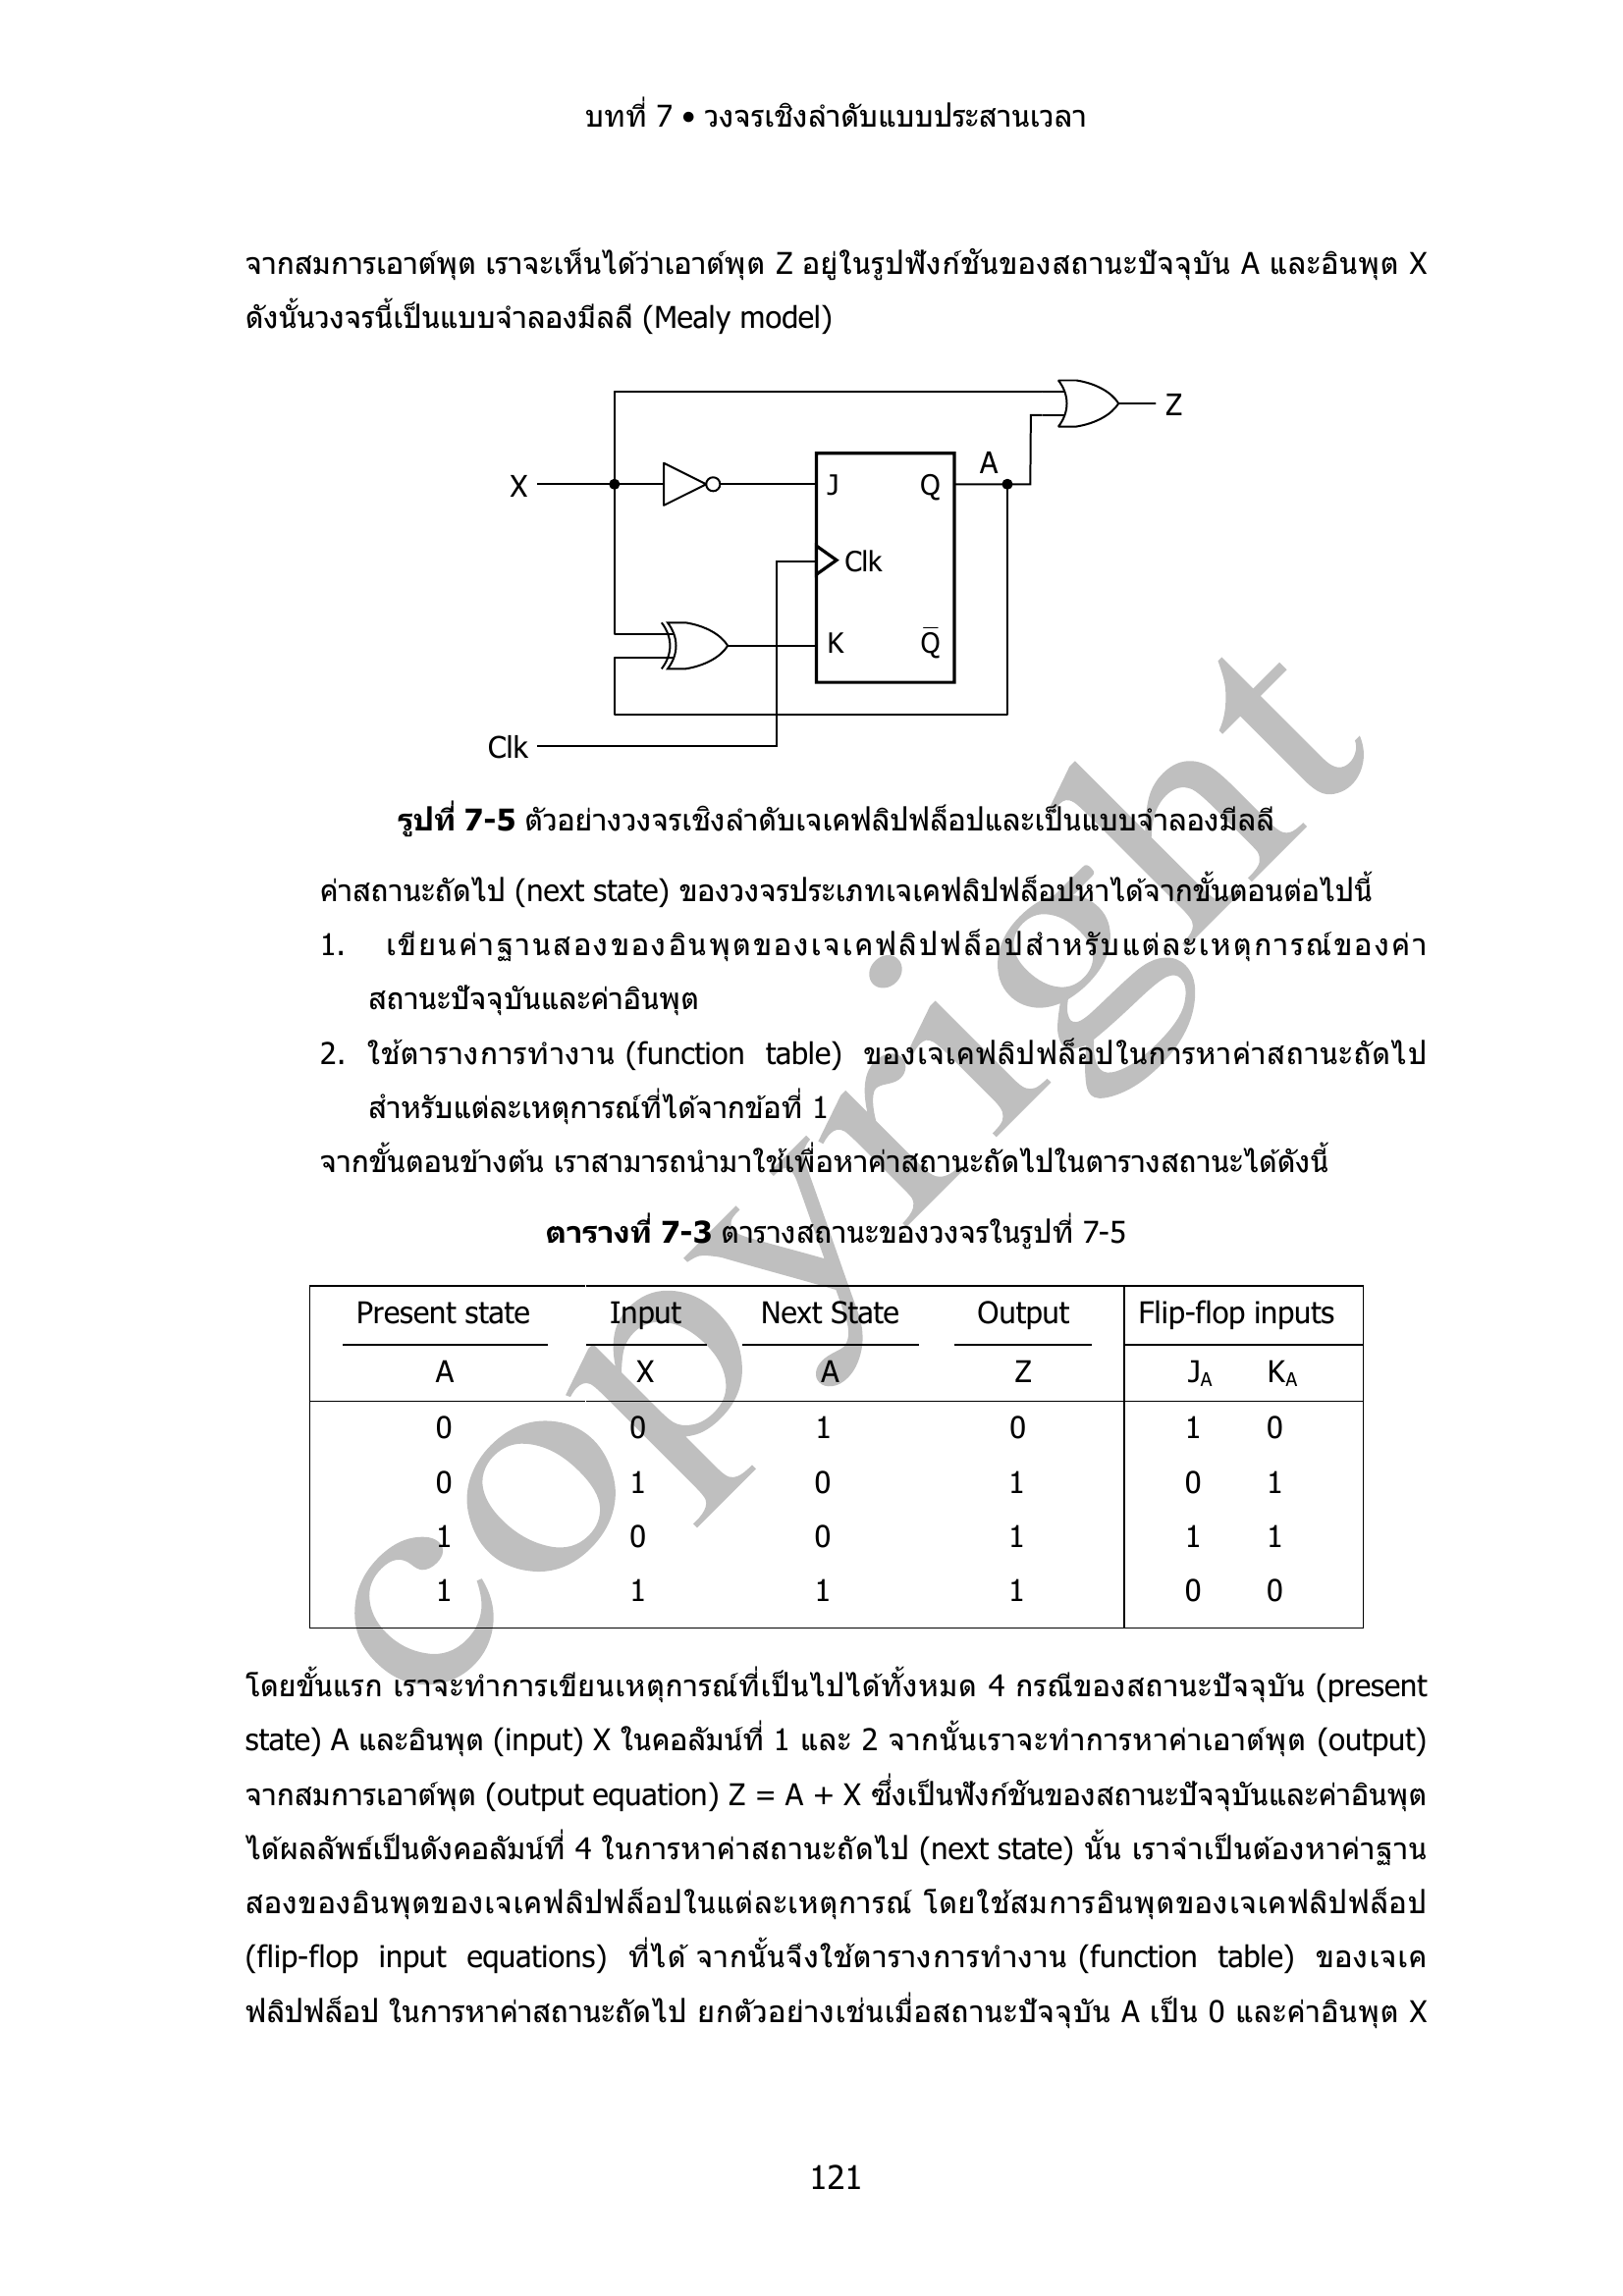 บทที่ 7 • วงจรเชิงลำดับแบบประสานเวลา
จากสมการเอาต์พุต เราจะเห็นได้ว่าเอาต์พุต Z อยู่ในรูปฟังก์ชันของสถานะปัจจุบัน A และอินพุต X
ดังนั้นวงจรนี้เป็นแบบจำลองมีลลี (Mealy model)
Z
A
X
J Q
Clk
K Q̅
Clk
รูปที่ 7-5 ตัวอย่างวงจรเชิงลำดับเจเคฟลิปฟล็อปและเป็นแบบจำลองมีลลี
ค่าสถานะถัดไป (next state) ของวงจรประเภทเจเคฟลิปฟล็อปหาได้จากขั้นตอนต่อไปนี้
1. เขียนค่าฐานสองของอินพุตของเจเคฟลิปฟล็อปสำหรับแต่ละเหตุการณ์ของค่า
สถานะปัจจุบันและค่าอินพุต
2. ใช้ตารางการทำงาน (function table) ของเจเคฟลิปฟล็อปในการหาค่าสถานะถัดไป
สำหรับแต่ละเหตุการณ์ที่ได้จากข้อที่ 1
จากขั้นตอนข้างต้น เราสามารถนำมาใช้เพื่อหาค่าสถานะถัดไปในตารางสถานะได้ดังนี้
ตารางที่ 7-3 ตารางสถานะของวงจรในรูปที่ 7-5
Present state Input Next State Output Flip-flop inputs
A X A Z J_A K_A
0 0 1 0 1 0
0 1 0 1 0 1
1 0 0 1 1 1
1 1 1 1 0 0
โดยขั้นแรก เราจะทำการเขียนเหตุการณ์ที่เป็นไปได้ทั้งหมด 4 กรณีของสถานะปัจจุบัน (present
state) A และอินพุต (input) X ในคอลัมน์ที่ 1 และ 2 จากนั้นเราจะทำการหาค่าเอาต์พุต (output)
จากสมการเอาต์พุต (output equation) Z = A + X ซึ่งเป็นฟังก์ชันของสถานะปัจจุบันและค่าอินพุต
ได้ผลลัพธ์เป็นดังคอลัมน์ที่ 4 ในการหาค่าสถานะถัดไป (next state) นั้น เราจำเป็นต้องหาค่าฐาน
สองของอินพุตของเจเคฟลิปฟล็อปในแต่ละเหตุการณ์ โดยใช้สมการอินพุตของเจเคฟลิปฟล็อป
(flip-flop input equations) ที่ได้ จากนั้นจึงใช้ตารางการทำงาน (function table) ของเจเค
ฟลิปฟล็อป ในการหาค่าสถานะถัดไป ยกตัวอย่างเช่นเมื่อสถานะปัจจุบัน A เป็น 0 และค่าอินพุต X
121
copyright